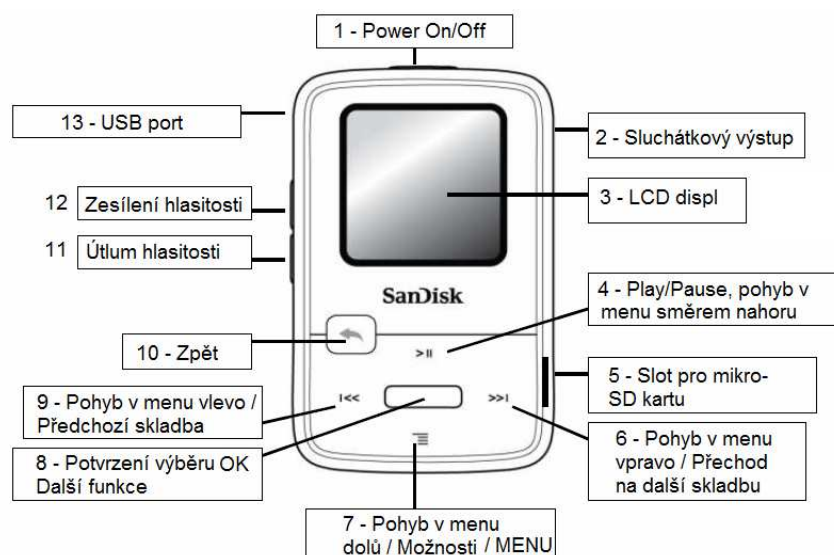 1 - Power On/Off
13 - USB port
2 - Sluchátkový výstup
12 Zesílení hlasitosti
3 - LCD displ
11 Útlum hlasitosti
SanDisk
4 - Play/Pause, pohyb v
menu směrem nahoru
10 - Zpět
>II
5 - Slot pro mikro-
SD kartu
9 - Pohyb v menu vlevo /
Předchozí skladba
I<<
>>I
6 - Pohyb v menu
vpravo / Přechod
na další skladbu
8 - Potvrzení výběru OK
Další funkce
7 - Pohyb v menu
dolů / Možnosti / MENU